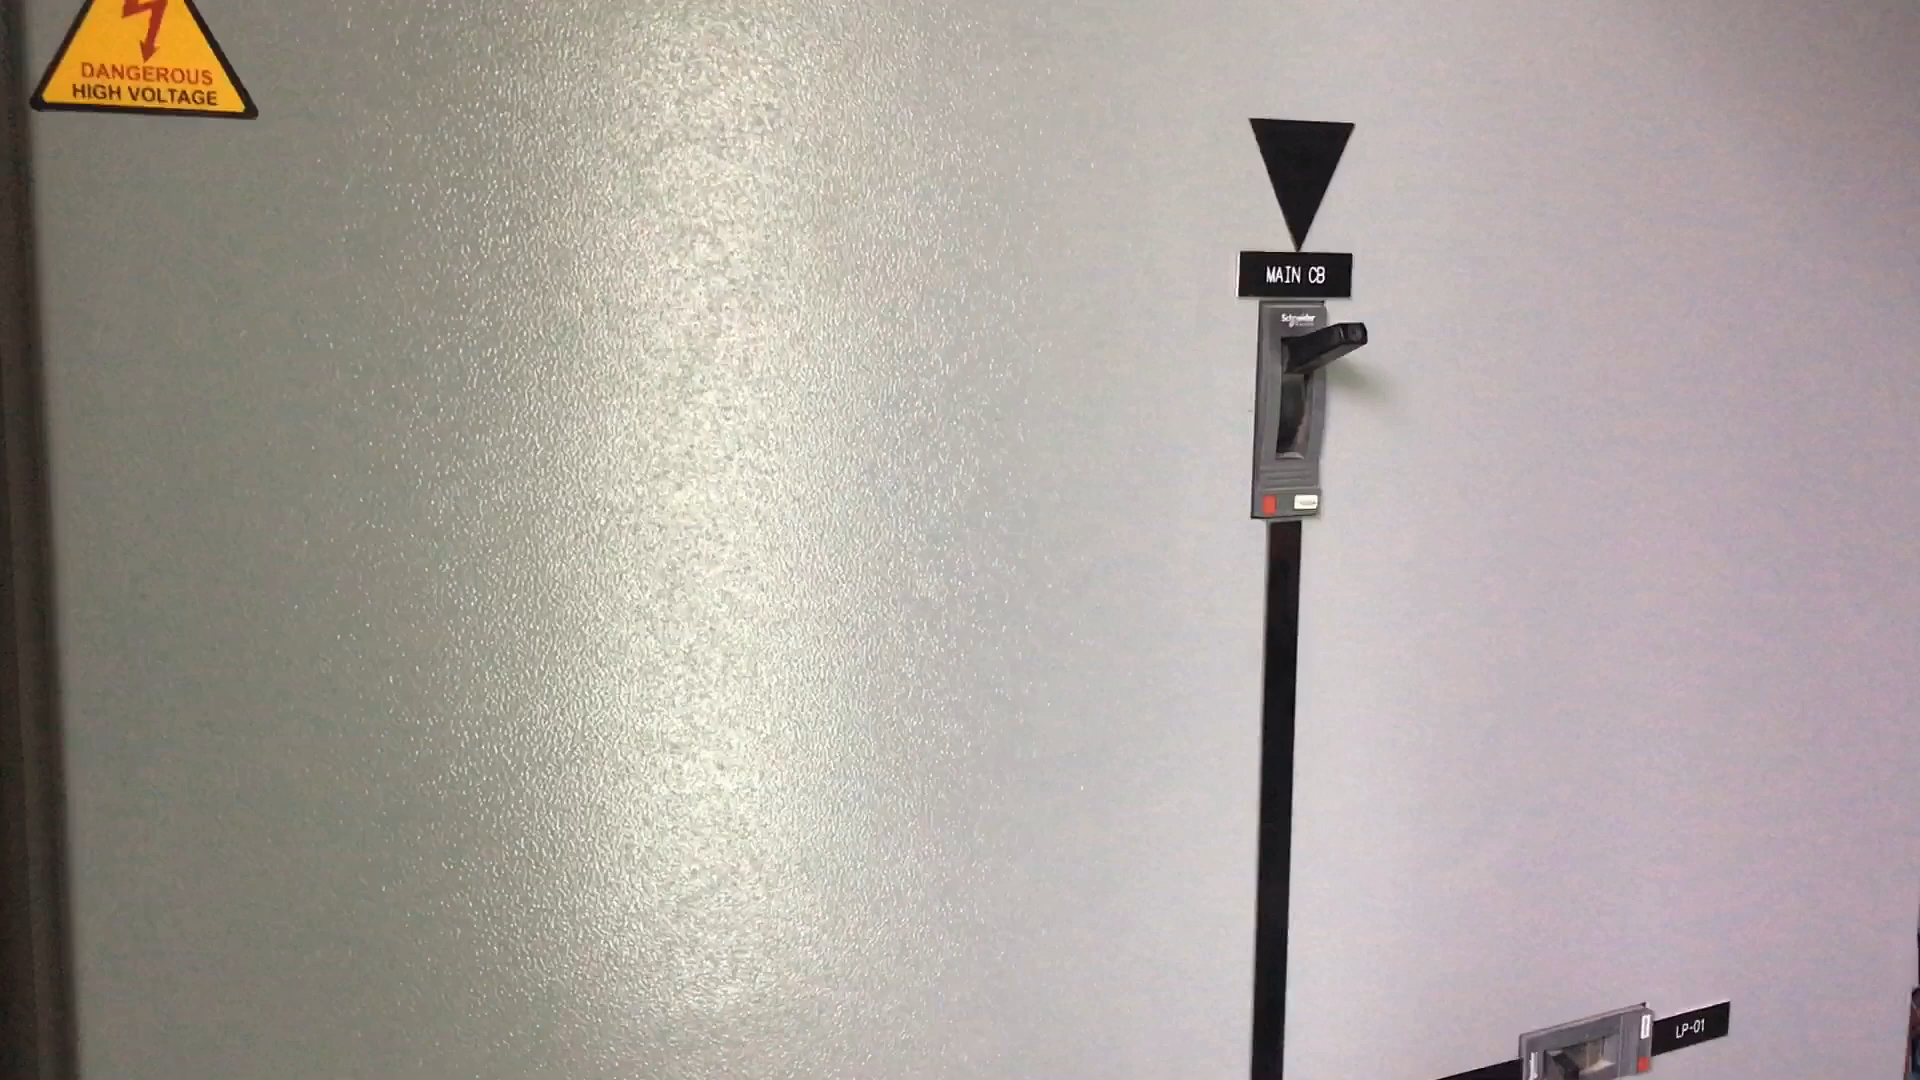 DANGEROUS
HIGH VOLTAGE
MAIN CB
Schneider
LP-01